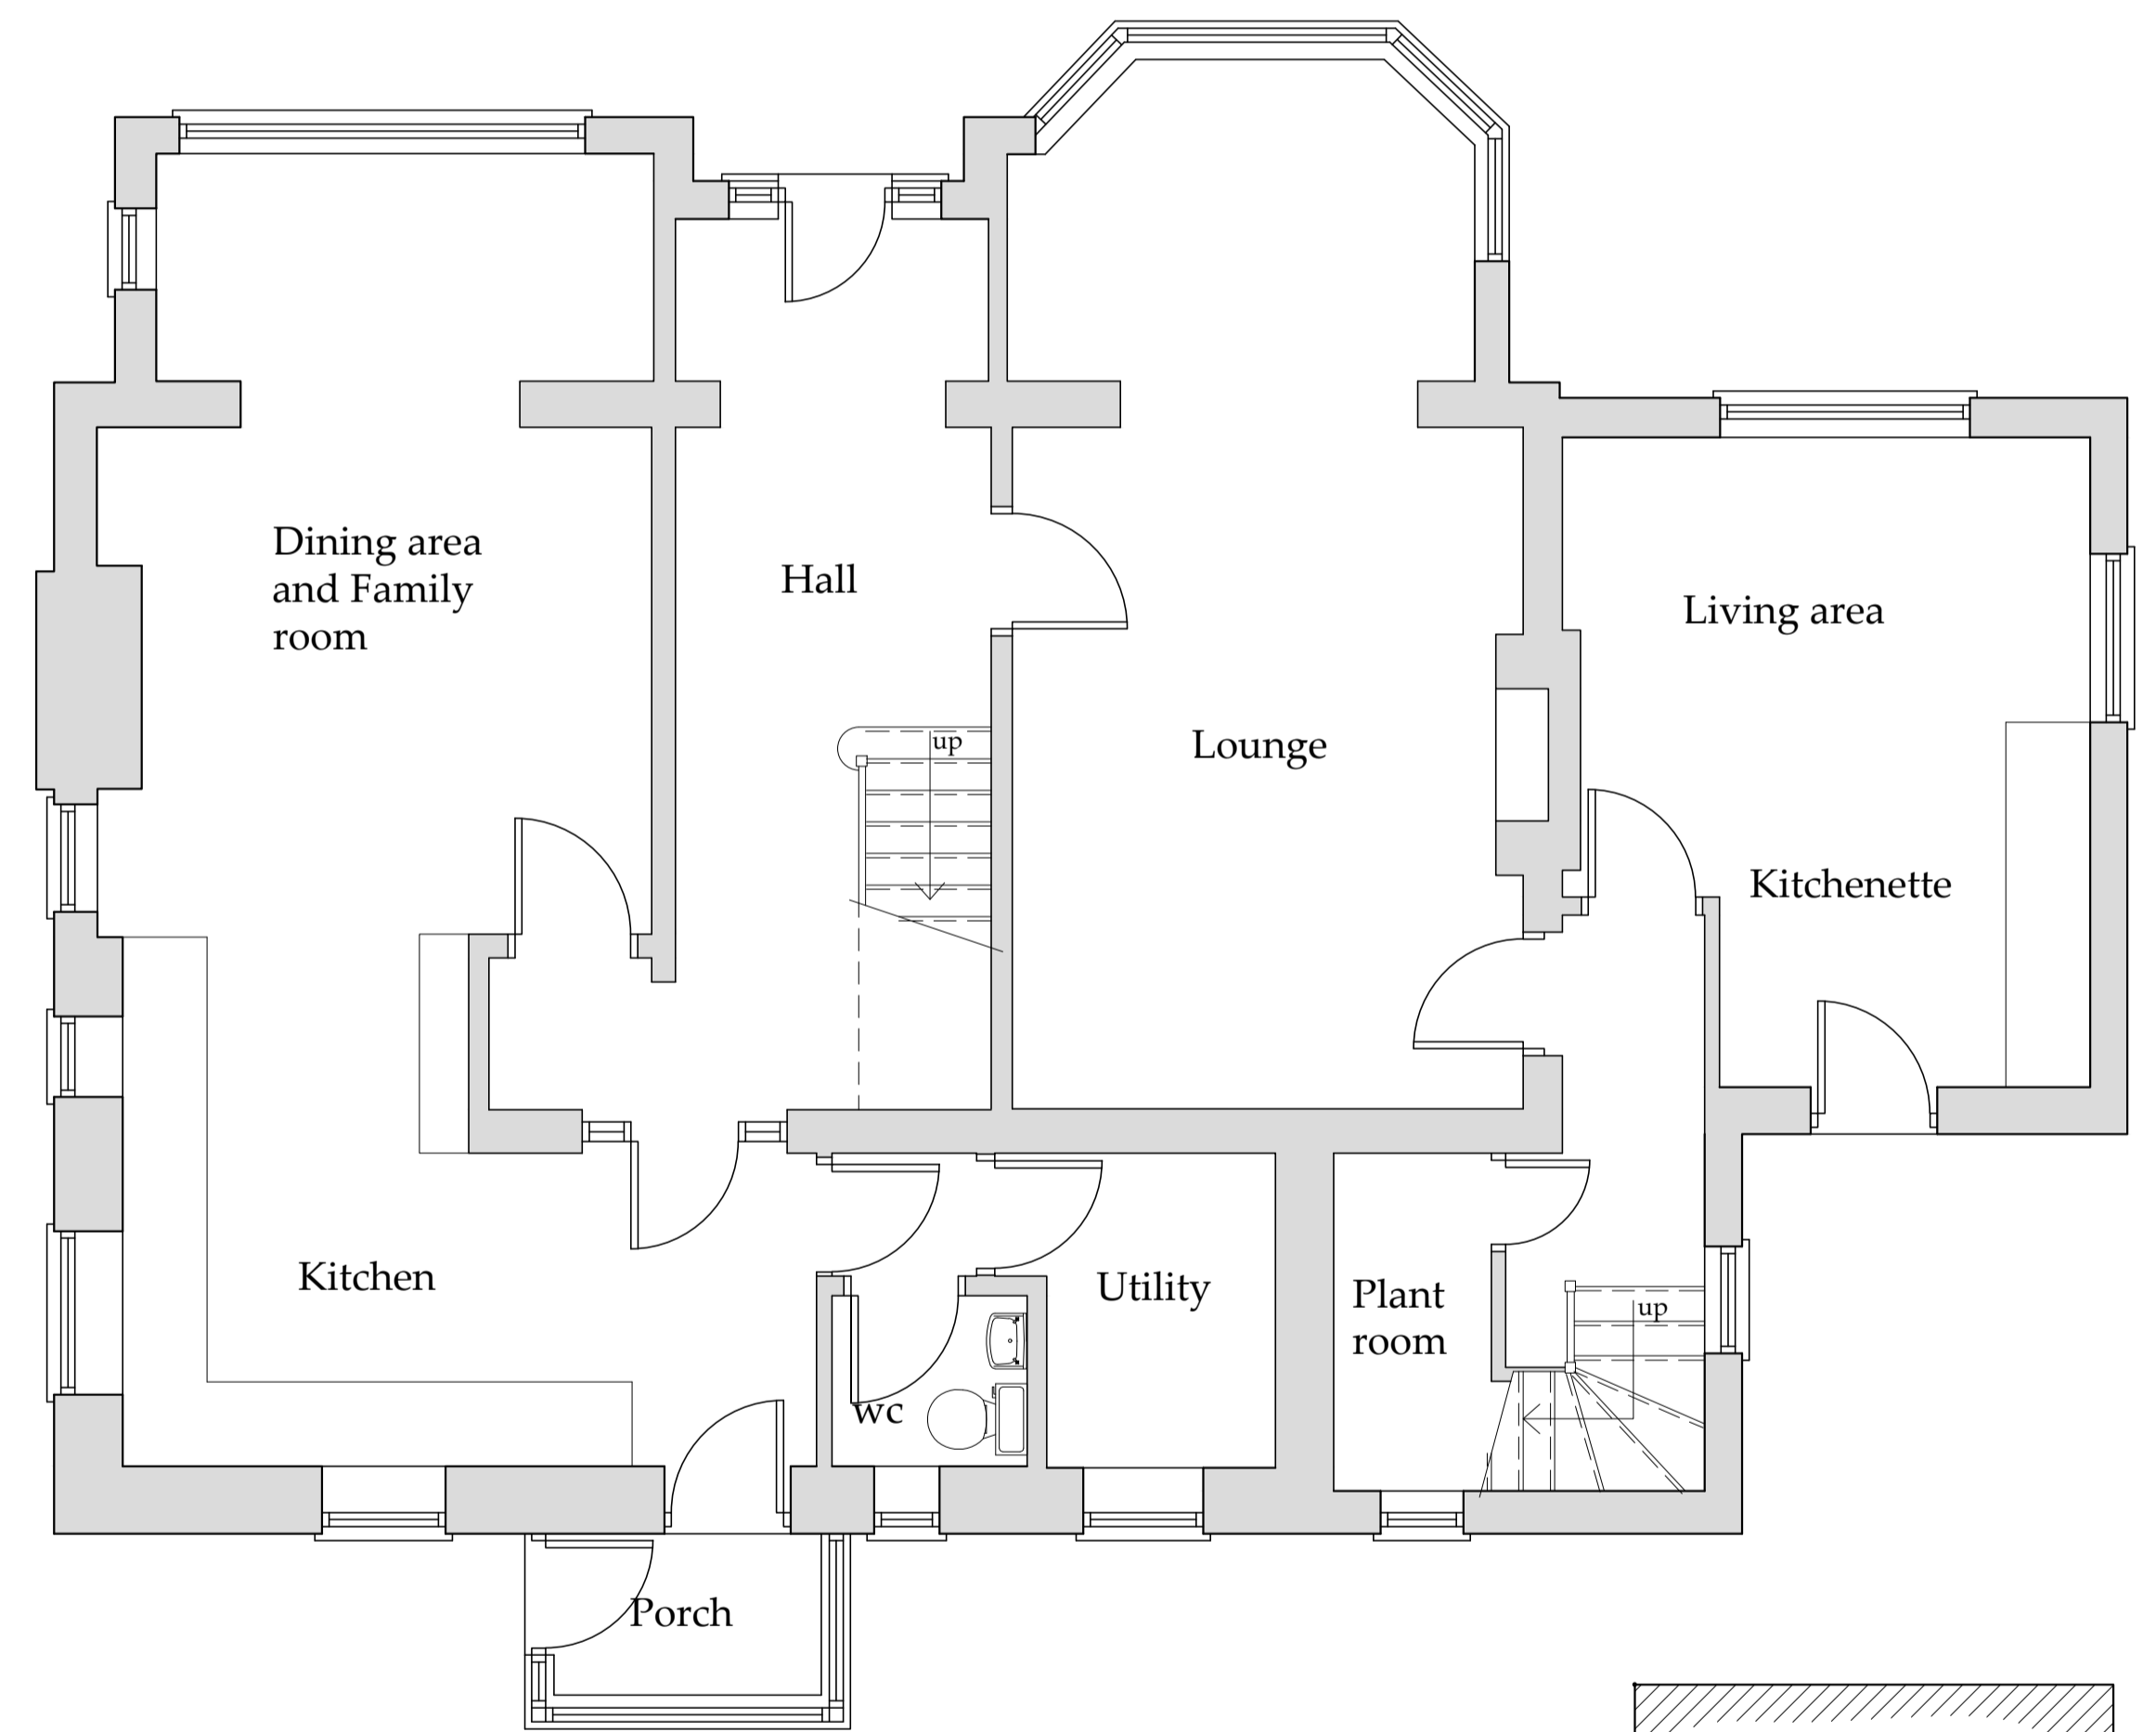 Dining area
and Family
room
Hall
Living area
up
Lounge
Kitchenette
Kitchen
Utility
Plant
room
up
wc
Porch